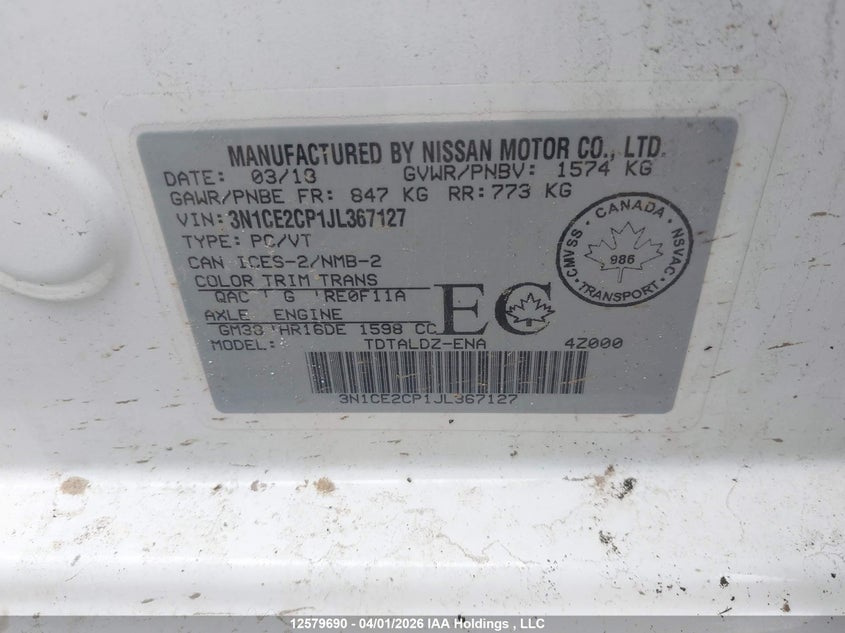 MANUFACTURED BY NISSAN MOTOR CO., LTD.
DATE: 03/13 GVWR/PNBV: 1574 KG
GAWR/PNBE FR: 847 KG RR:773 KG
VIN: 3N1CE2CP1JL367127
TYPE: PC/VT
CAN ICES-2/NMB-2
COLOR TRIM TRANS
QAC G RE0F11A
AXLE ENGINE
GM38 HR16DE 1598 CC
MODEL: TDTALDZ-ENA 4Z000
EC
CANADA
CMVSS 986 NSVAC
TRANSPORT
3N1CE2CP1JL367127
12579690 - 04/01/2026 IAA Holdings , LLC